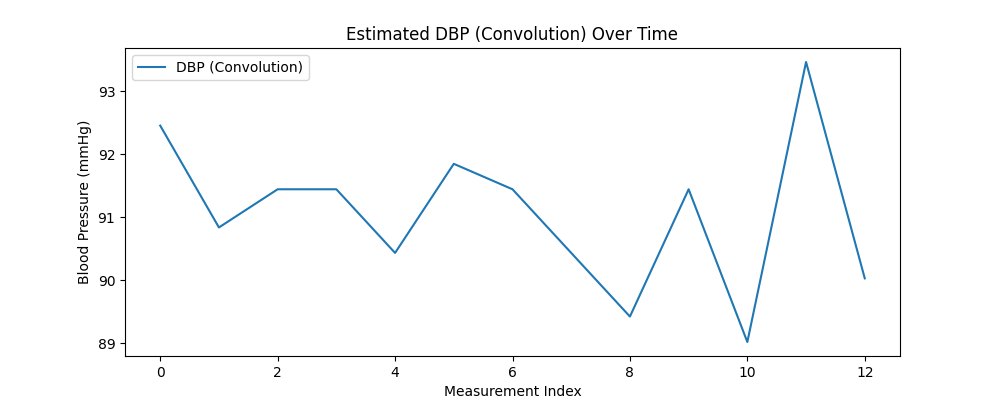 Estimated DBP (Convolution) Over Time
DBP (Convolution)
Blood Pressure (mmHg)
93
92
91
90
89
0 2 4 6 8 10 12
Measurement Index